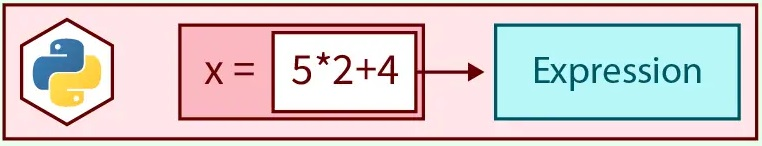 x = 5*2+4 Expression